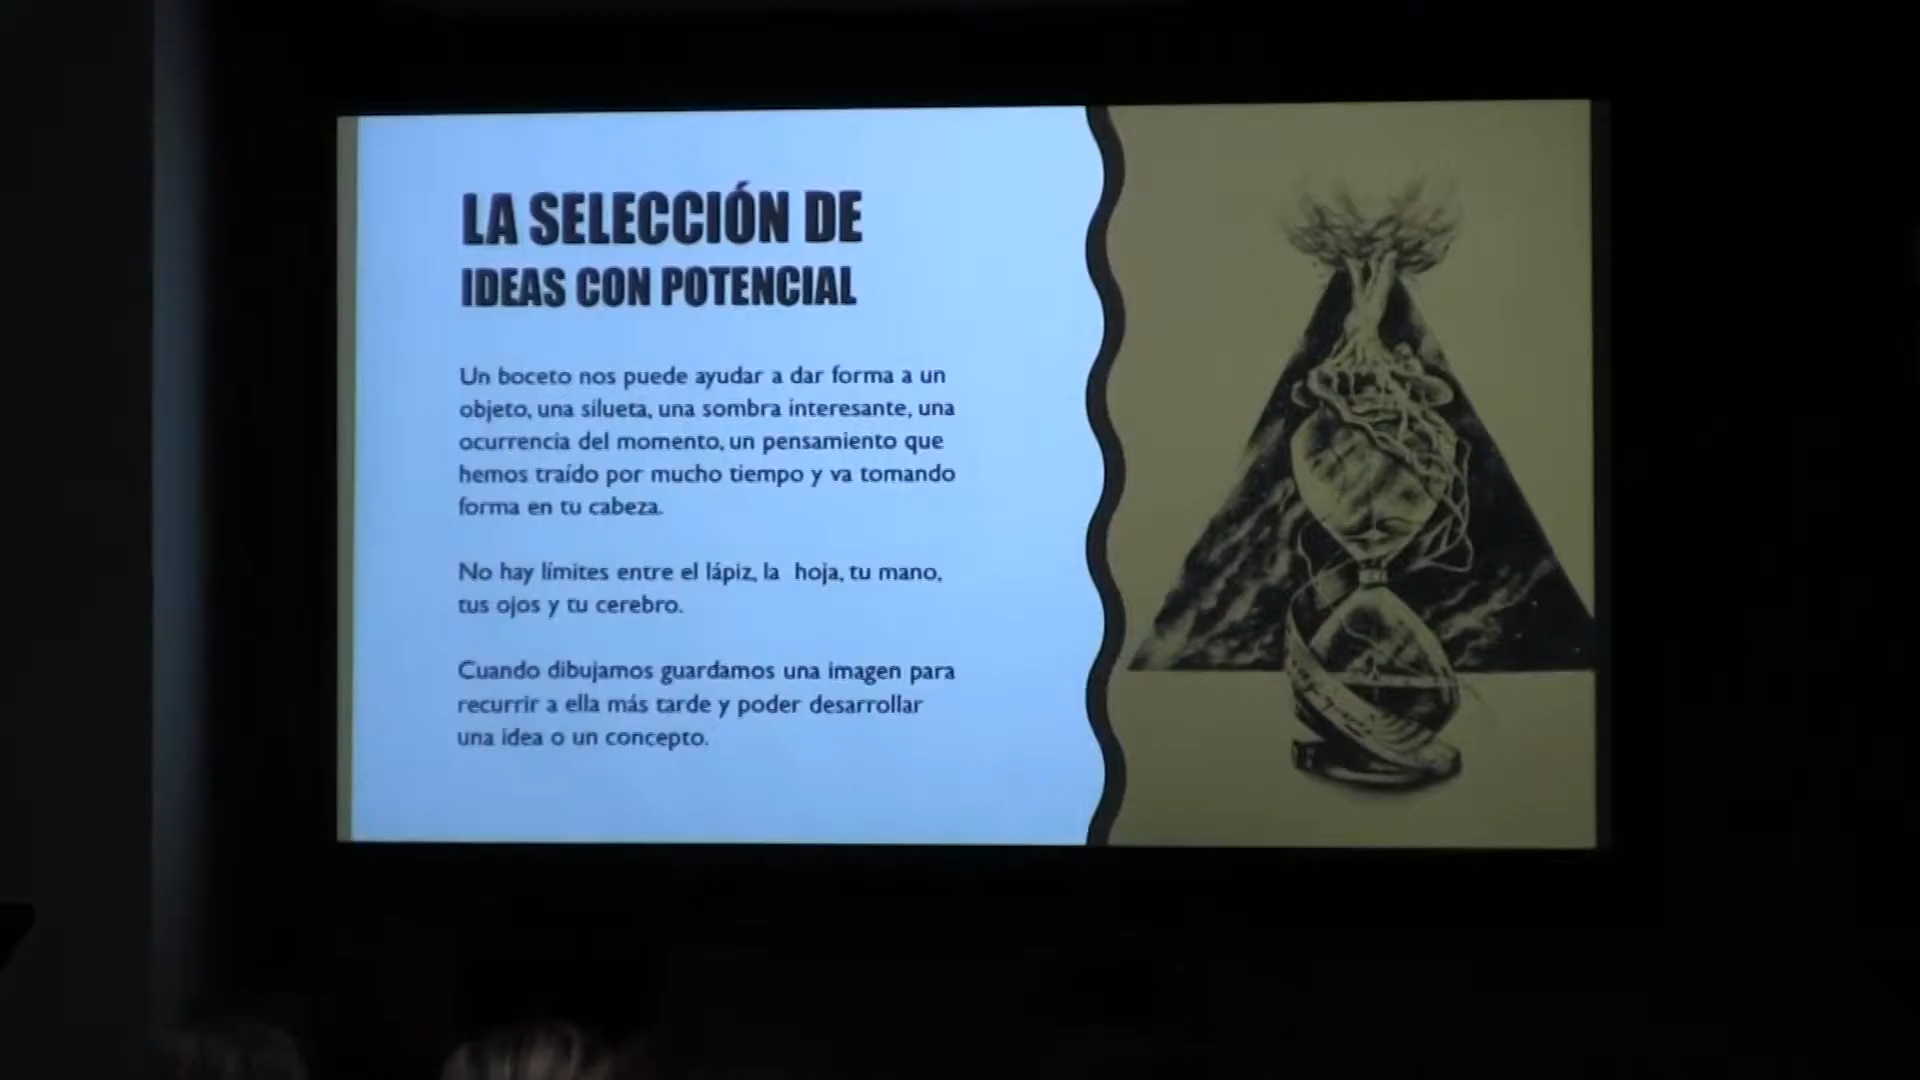 LA SELECCIÓN DE
IDEAS CON POTENCIAL
Un boceto nos puede ayudar a dar forma a un
objeto, una silueta, una sombra interesante, una
ocurrencia del momento, un pensamiento que
hemos traído por mucho tiempo y va tomando
forma en tu cabeza.
No hay límites entre el lápiz, la hoja, tu mano,
tus ojos y tu cerebro.
Cuando dibujamos guardamos una imagen para
recurrir a ella más tarde y poder desarrollar
una idea o un concepto.